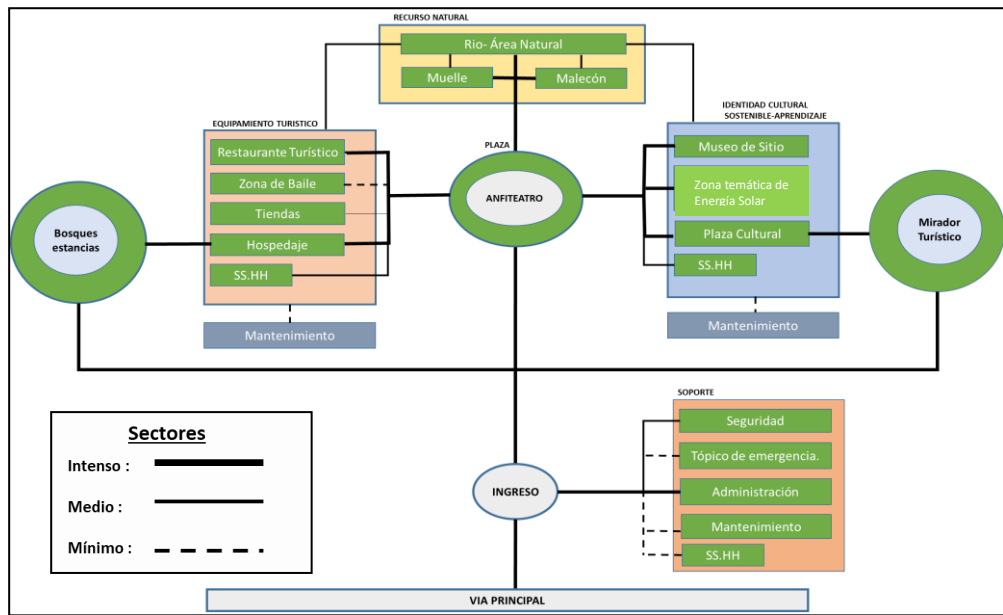 RECURSO NATURAL
Rio- Área Natural
Muelle
Malecón
EQUIPAMIENTO TURISTICO
Restaurante Turístico
Zona de Baile
Tiendas
Hospedaje
SS.HH
Mantenimiento
PLAZA
ANFITEATRO
IDENTIDAD CULTURAL
SOSTENIBLE-APRENDIZAJE
Museo de Sitio
Zona temática de
Energía Solar
Plaza Cultural
SS.HH
Mantenimiento
Bosques
estancias
Mirador
Turístico
SOPORTE
Seguridad
Tópico de emergencia.
Administración
Mantenimiento
SS.HH
INGRESO
Sectores
Intenso :
Medio :
Mínimo :
VIA PRINCIPAL